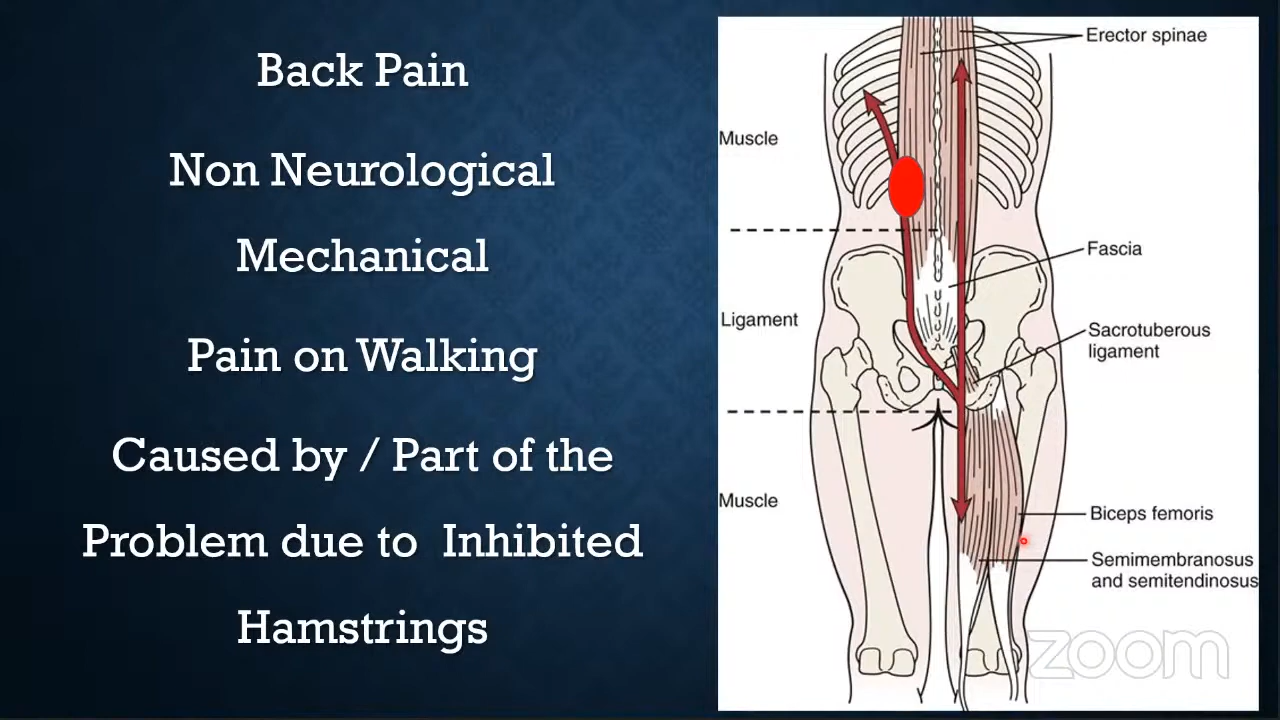 Back Pain
Non Neurological
Mechanical
Pain on Walking
Caused by / Part of the
Problem due to Inhibited
Hamstrings
Erector spinae
Muscle
Fascia
Ligament
Sacrotuberous
ligament
Muscle
Biceps femoris
Semimembranosus
and semitendinosus
zoom